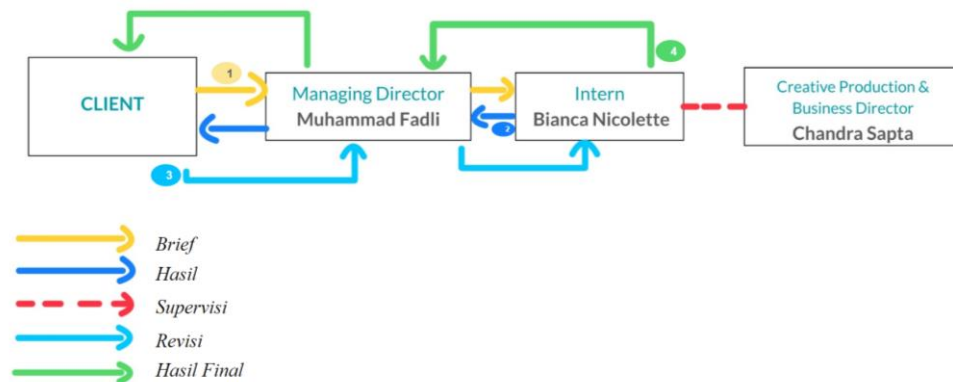 4
1
CLIENT
Managing Director
Muhammad Fadli
Intern
Bianca Nicolette
Creative Production &
Business Director
Chandra Sapta
2
3
Brief
Hasil
Supervisi
Revisi
Hasil Final